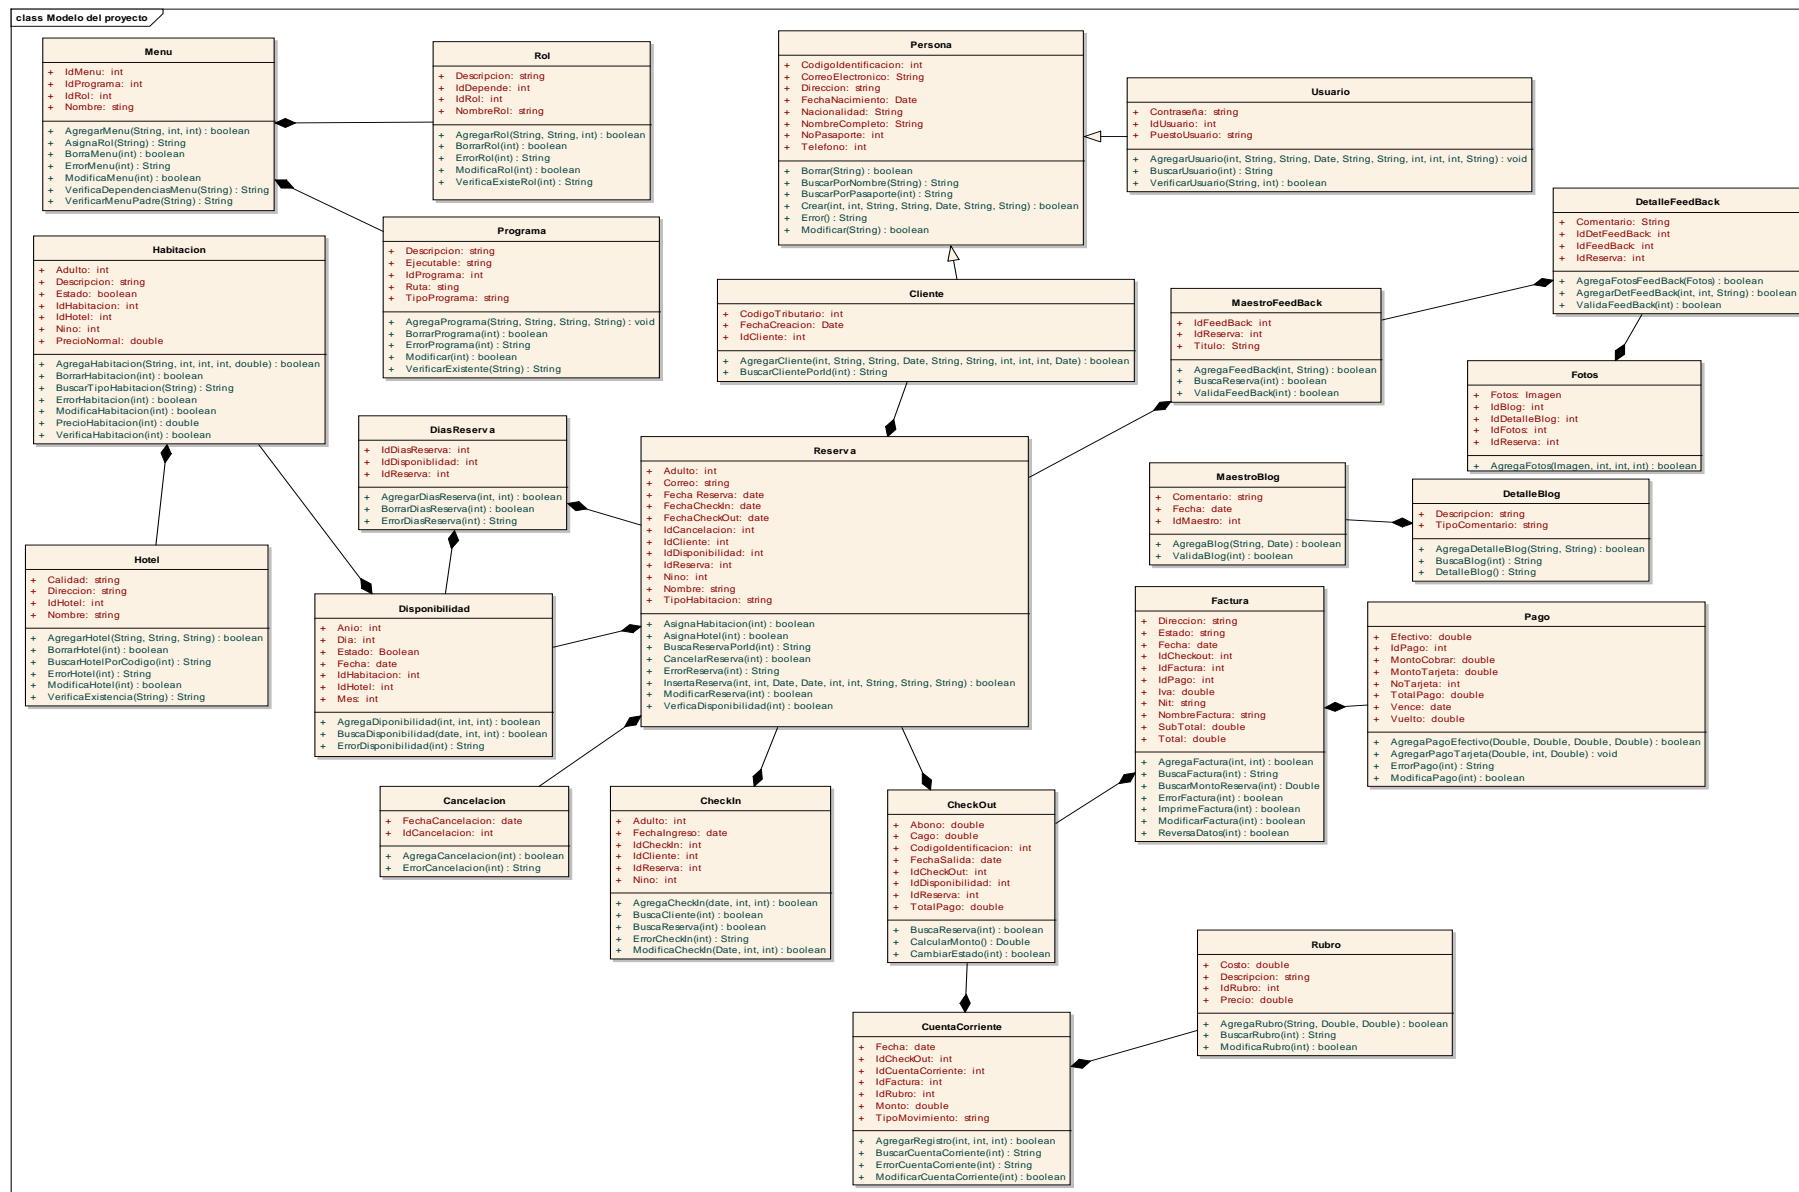 class Modelo del proyecto
Menu
+ IdMenu: int
+ IdPrograma: int
+ IdRol: int
+ Nombre: sting
+ AgregarMenu(String, int, int) : boolean
+ AsignaRol(String) : String
+ BorraMenu(int) : boolean
+ ErrorMenu(int) : String
+ ModificaMenu(int) : boolean
+ VerificaDependenciasMenu(String) : String
+ VerificarMenuPadre(String) : String
Rol
+ Descripcion: string
+ IdDepende: int
+ IdRol: int
+ NombreRol: string
+ AgregarRol(String, String, int) : boolean
+ BorrarRol(int) : boolean
+ ErrorRol(int) : String
+ ModificaRol(int) : boolean
+ VerificaExisteRol(int) : String
Persona
+ CodigoIdentificacion: int
+ CorreoElectronico: String
+ Direccion: string
+ FechaNacimiento: Date
+ Nacionalidad: String
+ NombreCompleto: String
+ NoPasaporte: int
+ Telefono: int
+ Borrar(String) : boolean
+ BuscarPorNombre(String) : String
+ BuscarPorPasaporte(int) : String
+ Crear(int, int, String, String, Date, String, String) : boolean
+ Error() : String
+ Modificar(String) : boolean
Usuario
+ Contraseña: string
+ IdUsuario: int
+ PuestoUsuario: string
+ AgregarUsuario(int, String, String, Date, String, String, int, int, int, String) : void
+ BuscarUsuario(int) : String
+ VerificarUsuario(String, int) : boolean
DetalleFeedBack
+ Comentario: String
+ IdDetFeedBack: int
+ IdFeedBack: int
+ IdReserva: int
+ AgregaFotosFeedBack(Fotos) : boolean
+ AgregarDetFeedBack(int, int, String) : boolean
+ ValidaFeedBack(int) : boolean
Programa
+ Descripcion: string
+ Ejecutable: string
+ IdPrograma: int
+ Ruta: sting
+ TipoPrograma: string
+ AgregaPrograma(String, String, String, String) : void
+ BorrarPrograma(int) : boolean
+ ErrorPrograma(int) : String
+ Modificar(int) : boolean
+ VerificarExistente(String) : String
Habitacion
+ Adulto: int
+ Descripcion: string
+ Estado: boolean
+ IdHabitacion: int
+ IdHotel: int
+ Nino: int
+ PrecioNormal: double
+ AgregaHabitacion(String, int, int, int, double) : boolean
+ BorrarHabitacion(int) : boolean
+ BuscarTipoHabitacion(String) : String
+ ErrorHabitacion(int) : boolean
+ ModificaHabitacion(int) : boolean
+ PrecioHabitacion(int) : double
+ VerificaHabitacion(int) : boolean
Cliente
+ CodigoTributario: int
+ FechaCreacion: Date
+ IdCliente: int
+ AgregarCliente(int, String, String, Date, String, String, int, int, int, Date) : boolean
+ BuscarClientePorId(int) : String
MaestroFeedBack
+ IdFeedBack: int
+ IdReserva: int
+ Titulo: String
+ AgregaFeedBack(int, String) : boolean
+ BuscaReserva(int) : boolean
+ ValidaFeedBack(int) : boolean
Fotos
+ Fotos: Imagen
+ IdBlog: int
+ IdDetalleBlog: int
+ IdFotos: int
+ IdReserva: int
+ AgregaFotos(Imagen, int, int, int) : boolean
DiasReserva
+ IdDiasReserva: int
+ IdDisponiblidad: int
+ IdReserva: int
+ AgregarDiasReserva(int, int) : boolean
+ BorrarDiasReserva(int) : boolean
+ ErrorDiasReserva(int) : String
Reserva
+ Adulto: int
+ Correo: string
+ Fecha Reserva: date
+ FechaCheckIn: date
+ FechaCheckOut: date
+ IdCancelacion: int
+ IdCliente: int
+ IdDisponibilidad: int
+ IdReserva: int
+ Nino: int
+ Nombre: string
+ TipoHabitacion: string
+ AsignaHabitacion(int) : boolean
+ AsignaHotel(int) : boolean
+ BuscaReservaPorId(int) : String
+ CancelarReserva(int) : boolean
+ ErrorReserva(int) : String
+ InsertaReserva(int, int, Date, Date, int, int, String, String, String) : boolean
+ ModificarReserva(int) : boolean
+ VerficaDisponibilidad(int) : boolean
MaestroBlog
+ Comentario: string
+ Fecha: date
+ IdMaestro: int
+ AgregaBlog(String, Date) : boolean
+ ValidaBlog(int) : boolean
DetalleBlog
+ Descripcion: string
+ TipoComentario: string
+ AgregaDetalleBlog(String, String) : boolean
+ BuscaBlog(int) : String
+ DetalleBlog() : String
Hotel
+ Calidad: string
+ Direccion: string
+ IdHotel: int
+ Nombre: string
+ AgregarHotel(String, String, String) : boolean
+ BorrarHotel(int) : boolean
+ BuscarHotelPorCodigo(int) : String
+ ErrorHotel(int) : String
+ ModificaHotel(int) : boolean
+ VerificaExistencia(String) : String
Disponibilidad
+ Anio: int
+ Dia: int
+ Estado: Boolean
+ Fecha: date
+ IdHabitacion: int
+ IdHotel: int
+ Mes: int
+ AgregaDiponibilidad(int, int, int) : boolean
+ BuscaDisponibilidad(date, int, int) : boolean
+ ErrorDisponibilidad(int) : String
Factura
+ Direccion: string
+ Estado: string
+ Fecha: date
+ IdCheckout: int
+ IdFactura: int
+ IdPago: int
+ Iva: double
+ Nit: string
+ NombreFactura: string
+ SubTotal: double
+ Total: double
+ AgregaFactura(int, int) : boolean
+ BuscaFactura(int) : String
+ BuscarMontoReserva(int) : Double
+ ErrorFactura(int) : boolean
+ ImprimeFactura(int) : boolean
+ ModificarFactura(int) : boolean
+ ReversaDatos(int) : boolean
Pago
+ Efectivo: double
+ IdPago: int
+ MontoCobrar: double
+ MontoTarjeta: double
+ NoTarjeta: int
+ TotalPago: double
+ Vence: date
+ Vuelto: double
+ AgregaPagoEfectivo(Double, Double, Double, Double) : boolean
+ AgregarPagoTarjeta(Double, int, Double) : void
+ ErrorPago(int) : String
+ ModificaPago(int) : boolean
Cancelacion
+ FechaCancelacion: date
+ IdCancelacion: int
+ AgregaCancelacion(int) : boolean
+ ErrorCancelacion(int) : String
CheckIn
+ Adulto: int
+ FechaIngreso: date
+ IdCheckIn: int
+ IdCliente: int
+ IdReserva: int
+ Nino: int
+ AgregaCheckIn(date, int, int) : boolean
+ BuscaCliente(int) : boolean
+ BuscaReserva(int) : boolean
+ ErrorCheckIn(int) : String
+ ModificaCheckIn(Date, int, int) : boolean
CheckOut
+ Abono: double
+ Cago: double
+ CodigoIdentificacion: int
+ FechaSalida: date
+ IdCheckOut: int
+ IdDisponibilidad: int
+ IdReserva: int
+ TotalPago: double
+ BuscaReserva(int) : boolean
+ CalcularMonto() : Double
+ CambiarEstado(int) : boolean
Rubro
+ Costo: double
+ Descripcion: string
+ IdRubro: int
+ Precio: double
+ AgregaRubro(String, Double, Double) : boolean
+ BuscarRubro(int) : String
+ ModificaRubro(int) : boolean
CuentaCorriente
+ Fecha: date
+ IdCheckOut: int
+ IdCuentaCorriente: int
+ IdFactura: int
+ IdRubro: int
+ Monto: double
+ TipoMovimiento: string
+ AgregarRegistro(int, int, int) : boolean
+ BuscarCuentaCorriente(int) : String
+ ErrorCuentaCorriente(int) : String
+ ModificarCuentaCorriente(int) : boolean